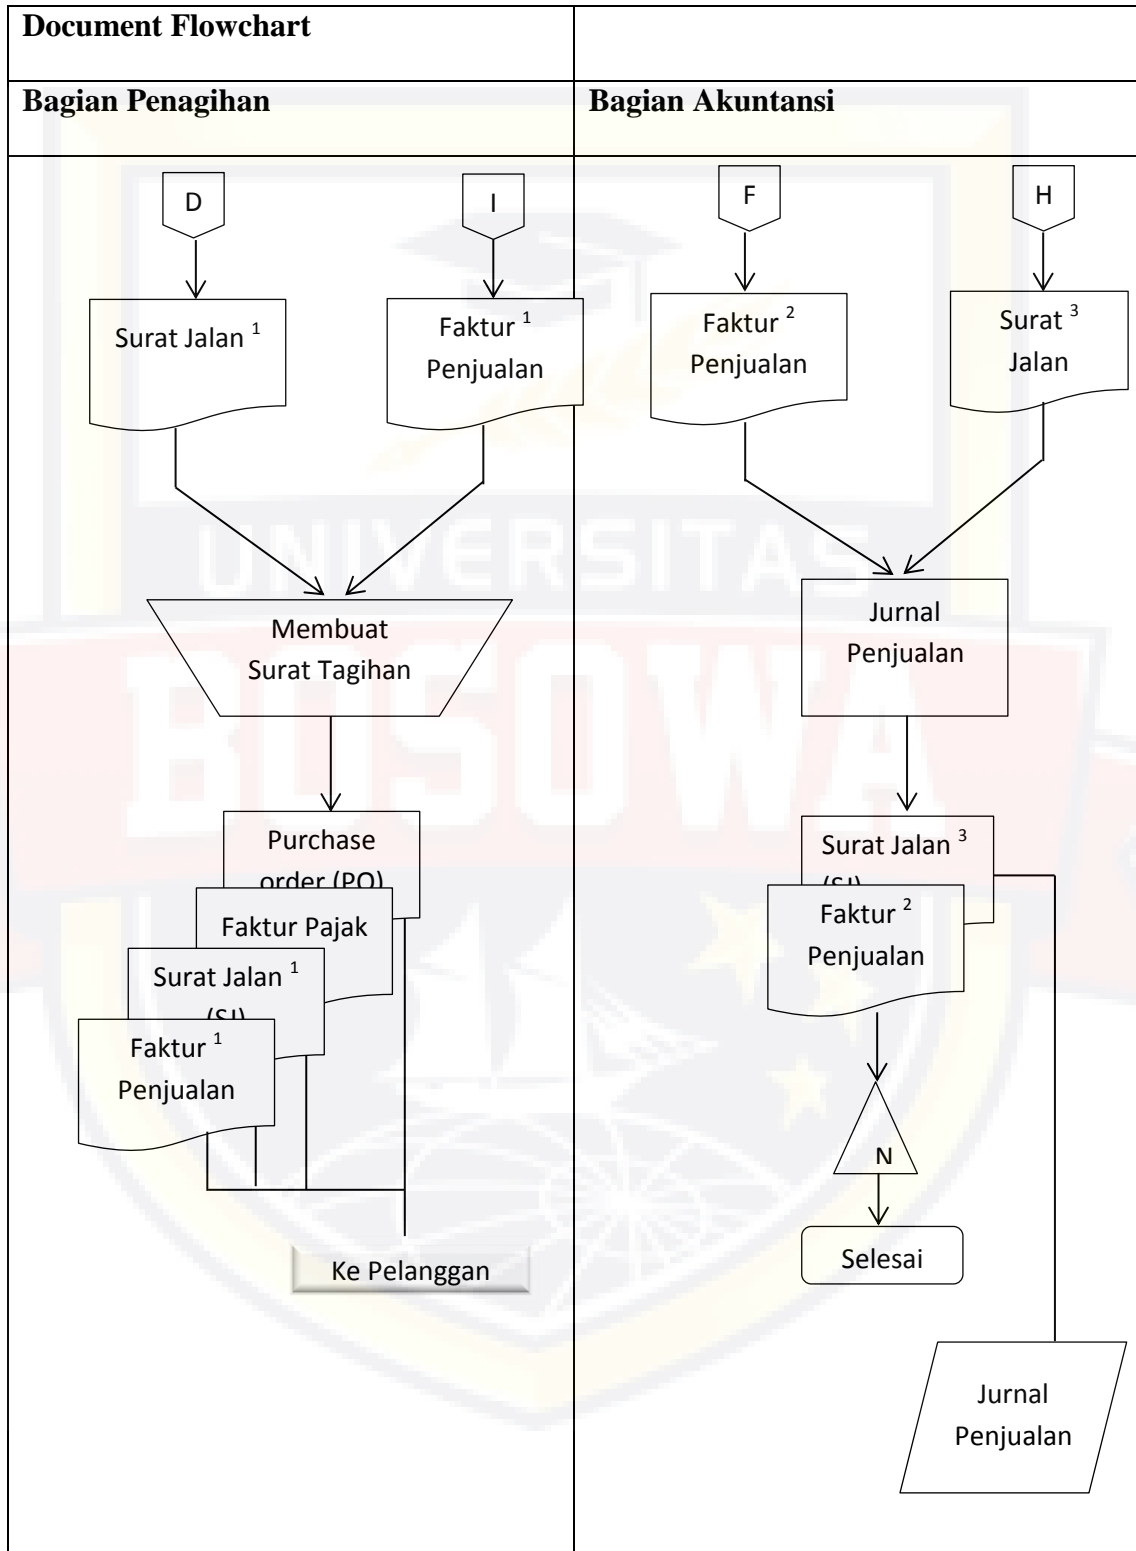 Document Flowchart
Bagian Penagihan
Bagian Akuntansi
D
I
F
H
Surat Jalan 1
Faktur 1
Penjualan
Faktur 2
Penjualan
Surat 3
Jalan
UNIVERSITAS
BOSOWA
Membuat
Surat Tagihan
Jurnal
Penjualan
Purchase
order (PO)
Faktur Pajak
Surat Jalan 1
(SJ)
Faktur 1
Penjualan
Ke Pelanggan
Surat Jalan 3
(SJ)
Faktur 2
Penjualan
N
Selesai
Jurnal
Penjualan